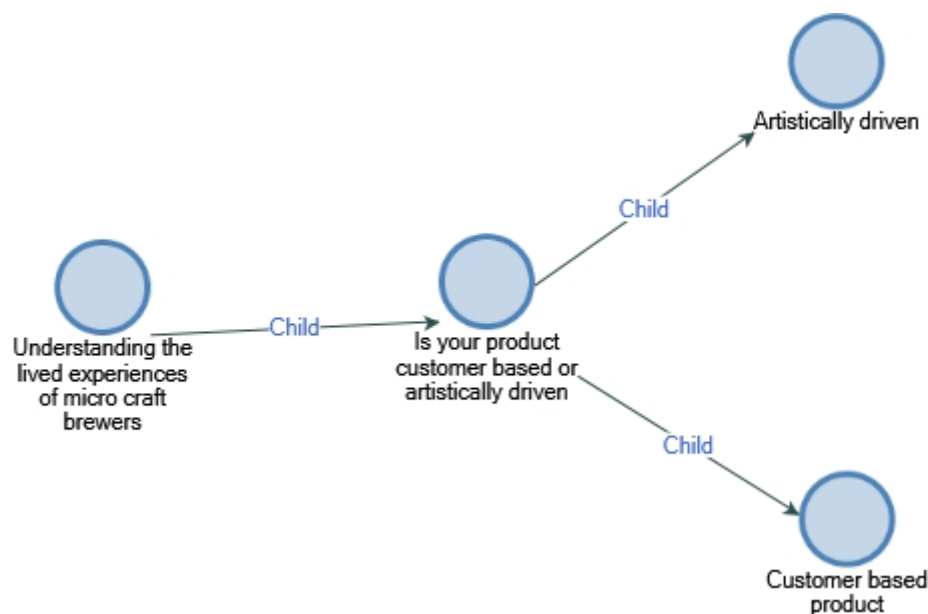 Artistically driven
Child
Child
Understanding the
lived experiences
of micro craft
brewers
Is your product
customer based or
artistically driven
Child
Customer based
product